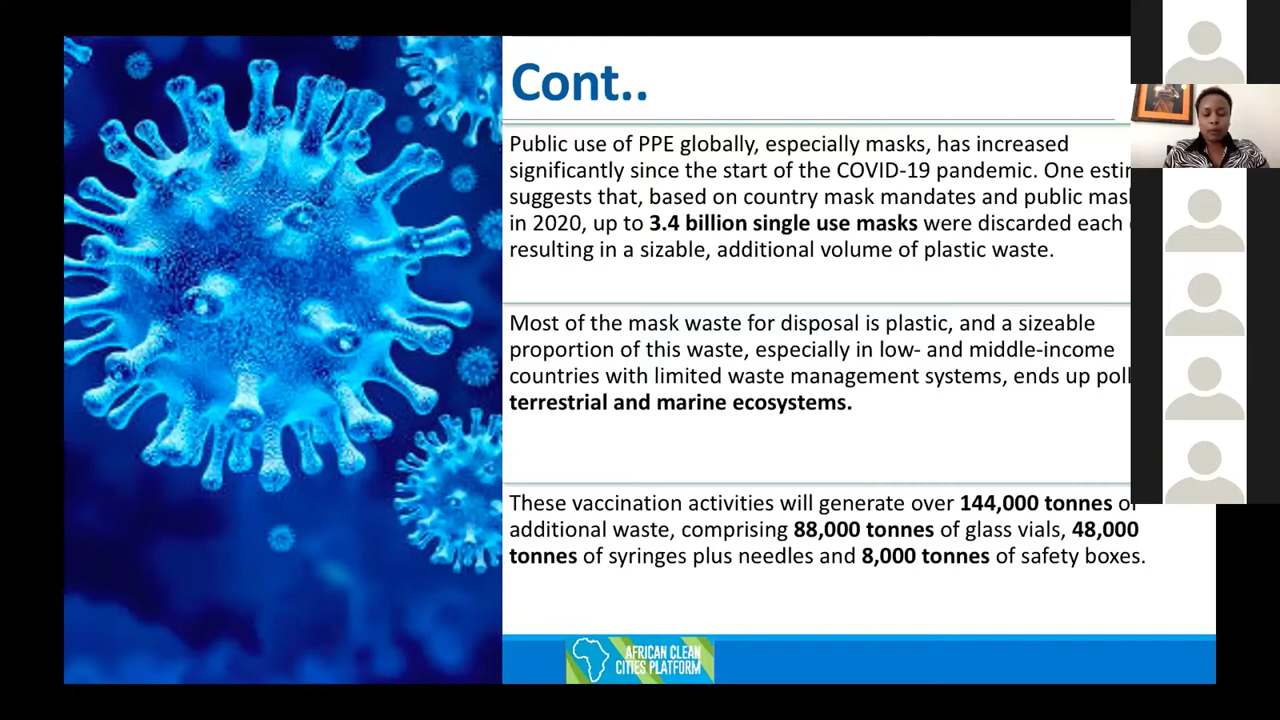 Cont..
Public use of PPE globally, especially masks, has increased
significantly since the start of the COVID-19 pandemic. One
suggests that, based on country mask mandates and public
in 2020, up to 3.4 billion single use masks were discarded each
resulting in a sizable, additional volume of plastic waste.
Most of the mask waste for disposal is plastic, and a sizeable
proportion of this waste, especially in low- and middle-income
countries with limited waste management systems, ends up
terrestrial and marine ecosystems.
These vaccination activities will generate over 144,000 tonnes of
additional waste, comprising 88,000 tonnes of glass vials, 48,000
tonnes of syringes plus needles and 8,000 tonnes of safety boxes.
AFRICAN CLEAN
CITIES PLATFORM